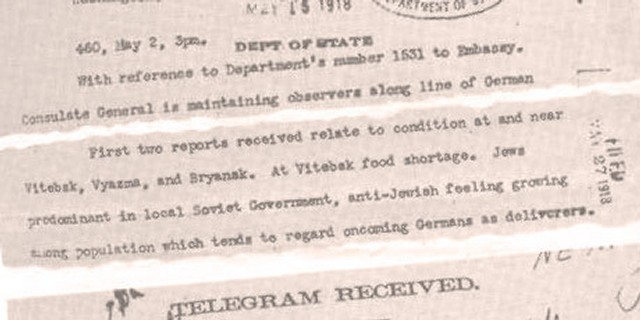 MAY 15 1918
460, May 2, 3pm. DEPT OF STATE
With reference to Department's number 1531 to Embassy.
Consulate General is maintaining observers along line of German
First two reports received relate to condition at and near
Vitebsk, Vyazma, and Bryansk. At Vitebsk food shortage. Jews
predominant in local Soviet Government, anti-Jewish feeling growing
among population which tends to regard oncoming Germans as deliverers.
FILED
MAY 27 1918
TELEGRAM RECEIVED.